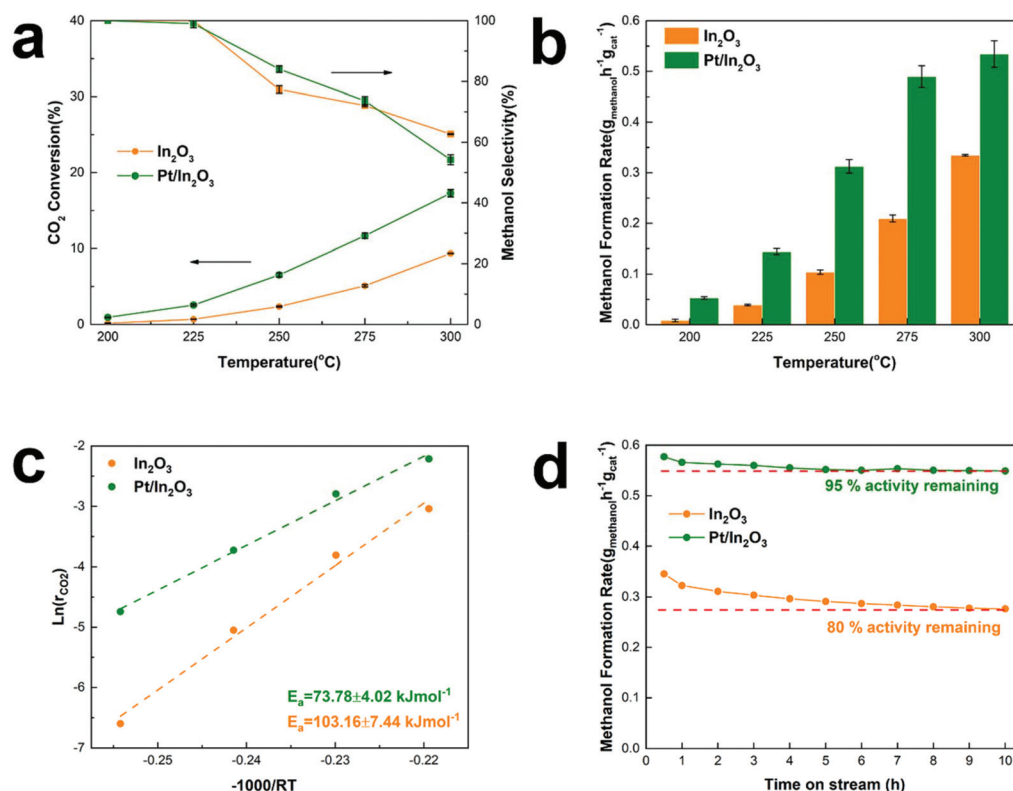 a
40
30
20
10
0
CO2 Conversion(%)
100
80
60
40
20
0
Methanol Selectivity(%)
In2O3
Pt/In2O3
200
225
250
275
300
Temperature(oC)
b
0.6
0.5
0.4
0.3
0.2
0.1
0.0
Methanol Formation Rate(gmethanolh-1gcat-1)
In2O3
Pt/In2O3
200
225
250
275
300
Temperature(oC)
c
-2
-3
-4
-5
-6
-7
Ln(rCO2)
In2O3
Pt/In2O3
Ea=73.78±4.02 kJmol-1
Ea=103.16±7.44 kJmol-1
-0.25
-0.24
-0.23
-0.22
-1000/RT
d
0.6
0.5
0.4
0.3
0.2
0.1
0.0
Methanol Formation Rate(gmethanolh-1gcat-1)
95 % activity remaining
In2O3
Pt/In2O3
80 % activity remaining
0
1
2
3
4
5
6
7
8
9
10
Time on stream (h)